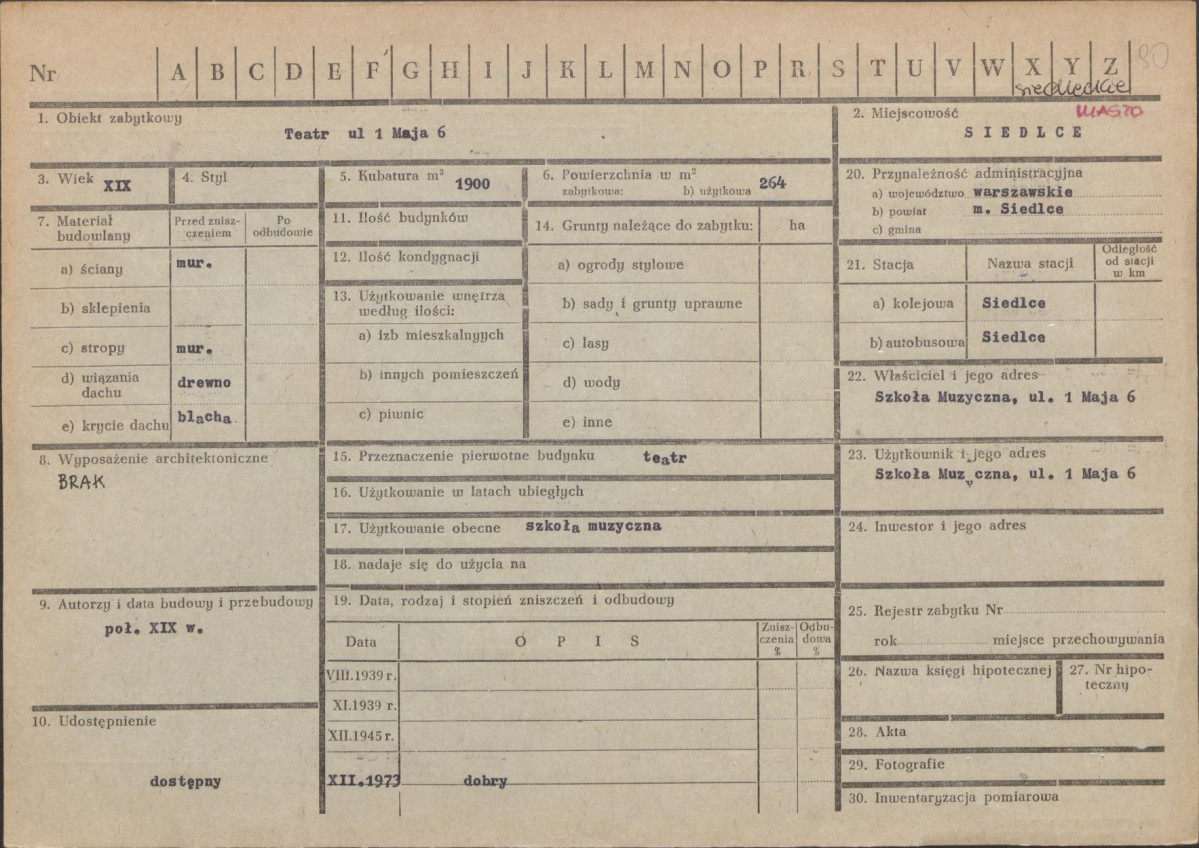 Nr A B C D E F G H I J K L M N O P R S T U V W X Y Z 80
siedleckie
1. Obiekt zabytkowy
Teatr ul 1 Maja 6
2. Miejscowość MIASTO
SIEDLCE
3. Wiek XIX
4. Styl
5. Kubatura m³ 1900
6. Powierzchnia w m²
zabytkowa: b) użytkowa 264
20. Przynależność administracyjna
a) województwo warszawskie
b) powiat m. Siedlce
c) gmina
7. Materiał budowlany
Przed zniszczeniem
Po odbudowie
a) ściany mur.
b) sklepienia
c) stropy mur.
d) wiązania dachu drewno
e) krycie dachu blacha
11. Ilość budynków
12. Ilość kondygnacji
13. Użytkowanie wnętrza
według ilości:
a) izb mieszkalnych
b) innych pomieszczeń
c) piwnic
14. Grunty należące do zabytku: ha
a) ogrody stylowe
b) sady i grunty uprawne
c) lasy
d) wody
e) inne
21. Stacja
Nazwa stacji
Odległość
od stacji
w km
a) kolejowa Siedlce
b) autobusowa Siedlce
22. Właściciel i jego adres
Szkoła Muzyczna, ul. 1 Maja 6
8. Wyposażenie architektoniczne
BRAK
15. Przeznaczenie pierwotne budynku teatr
16. Użytkowanie w latach ubiegłych
17. Użytkowanie obecne szkoła muzyczna
18. nadaje się do użycia na
23. Użytkownik i jego adres
Szkoła Muz czna, ul. 1 Maja 6
y
24. Inwestor i jego adres
9. Autorzy i data budowy i przebudowy
poł. XIX w.
19. Data, rodzaj i stopień zniszczeń i odbudowy
Data
OPIS
Znisz-
czenia
%
Odbu-
dowa
%
VIII.1939 r.
XI.1939 r.
XII.1945 r.
XII.1973 dobry
10. Udostępnienie
dostępny
25. Rejestr zabytku Nr
rok miejsce przechowywania
26. Nazwa księgi hipotecznej
27. Nr hipo-
teczny
28. Akta
29. Fotografie
30. Inwentaryzacja pomiarowa